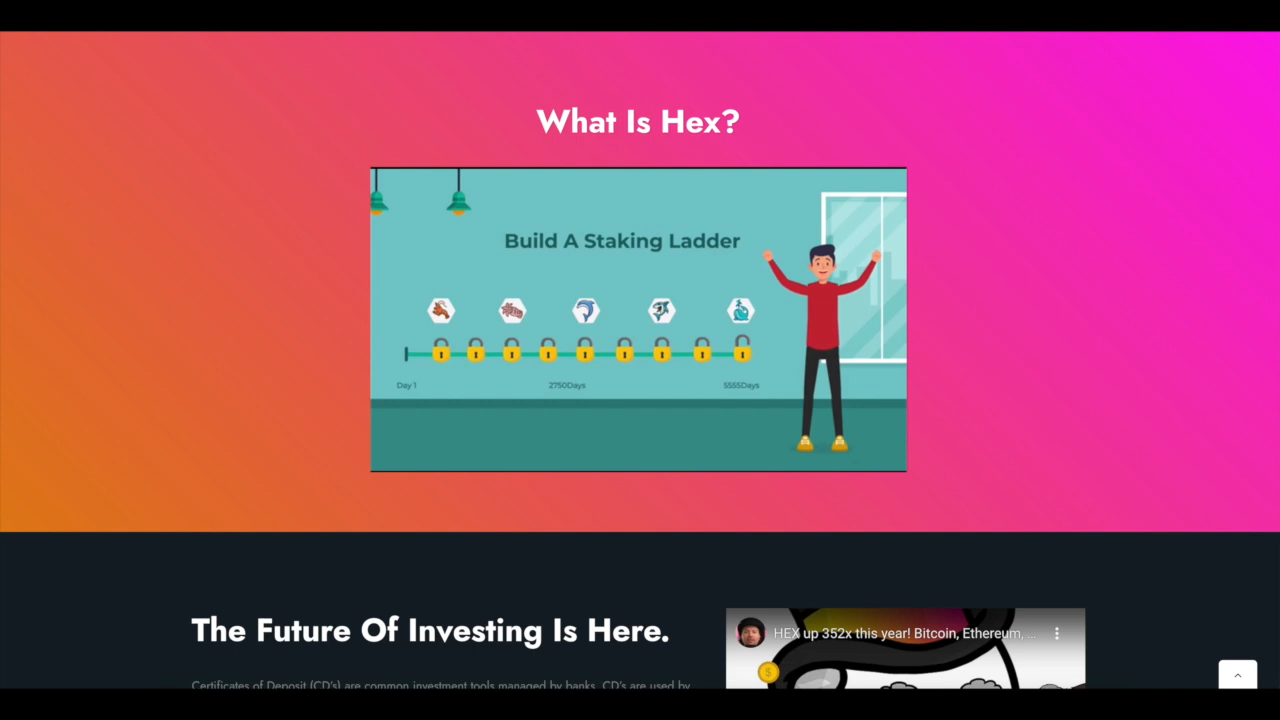 What Is Hex?
Build A Staking Ladder
Day 1
2750Days
5555Days
The Future Of Investing Is Here.
HEX up 352x this year! Bitcoin, Ethereum, ...
Certificates of Deposit (CD's) are common investment tools managed by banks. CD's are used by